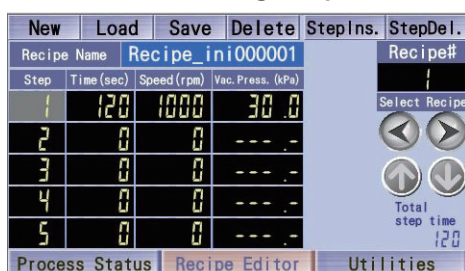 New Load Save Delete StepIns. StepDel.
Recipe Name Recipe_ini000001 Recipe#
Step Time(sec) Speed(rpm) Vac.Press. (kPa) 1
1 120 1000 30.0 Select Recipe
2 0 0 ---.-
3 0 0 ---.-
4 0 0 ---.- Total
step time
5 0 0 ---.- 120
Process Status Recipe Editor Utilities